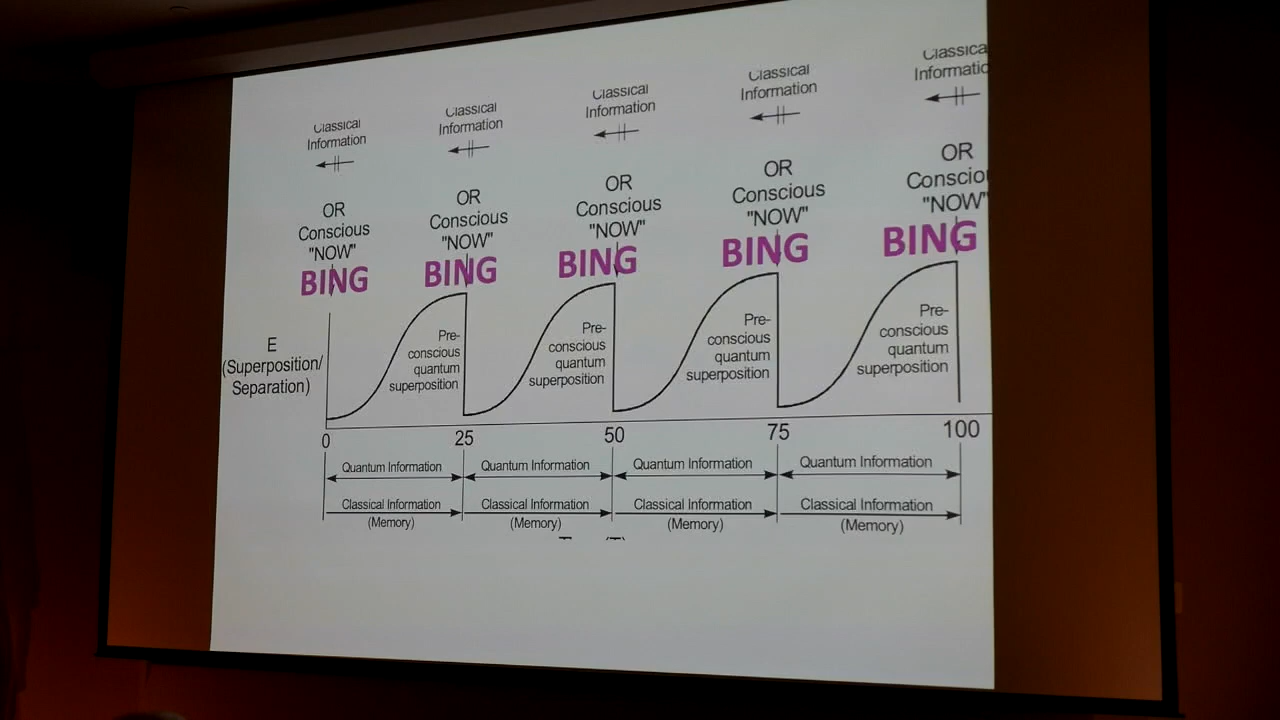 Classical
Information
Classical
Information
Classical
Information
Classical
Information
Classica
Informatic
OR
Conscious
"NOW"
BING
OR
Conscious
"NOW"
BING
OR
Conscious
"NOW"
BING
OR
Conscious
"NOW"
BING
OR
Conscio
"NOW"
BING
E
(Superposition/
Separation)
Pre-
conscious
quantum
superposition
Pre-
conscious
quantum
superposition
Pre-
conscious
quantum
superposition
Pre-
conscious
quantum
superposition
0 25 50 75 100
Quantum Information Quantum Information Quantum Information Quantum Information
Classical Information Classical Information Classical Information Classical Information
(Memory) (Memory) (Memory) (Memory)